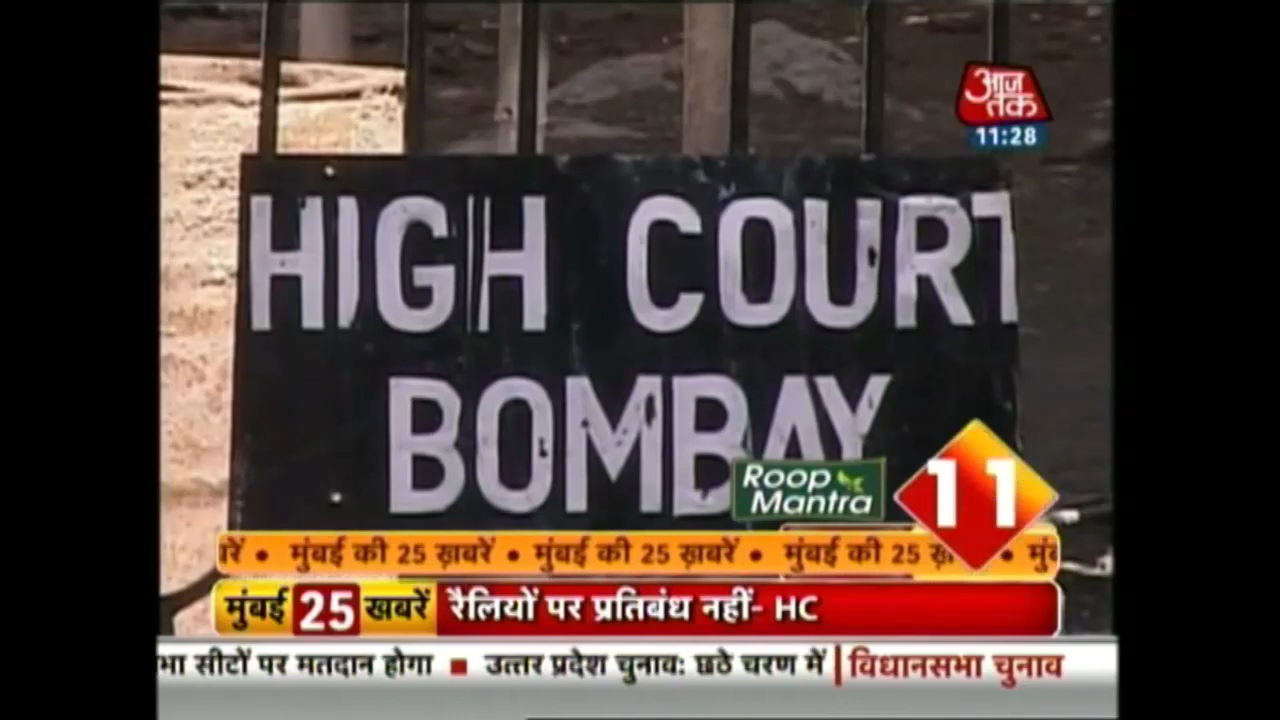 आज
तक
11:28
HIGH COURT
BOMBAY
Roop
Mantra
11
रें • मुंबई की 25 ख़बरें • मुंबई की 25 ख़बरें • मुंबई की 25 ख़ • मुं
मुंबई 25 खबरें रैलियों पर प्रतिबंध नहीं- HC
भा सीटों पर मतदान होगा ■ उत्तर प्रदेश चुनाव: छठे चरण में विधानसभा चुनाव